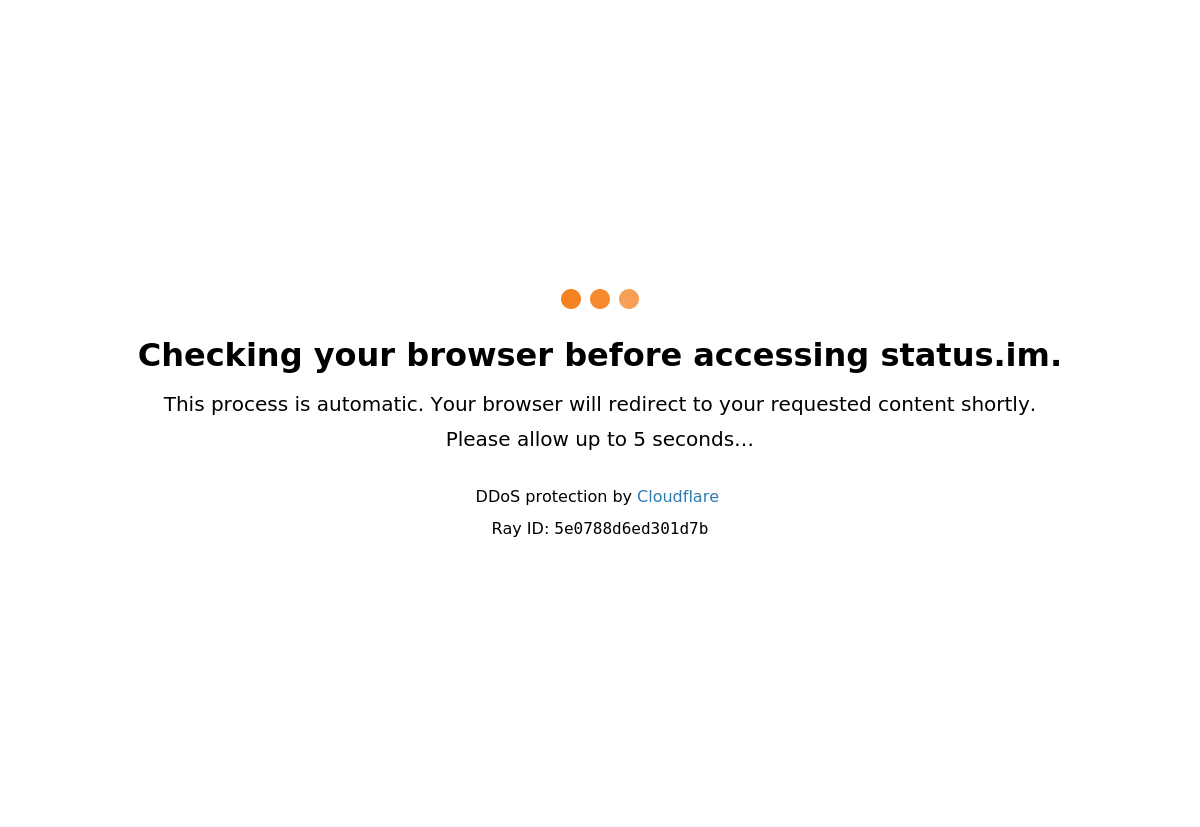 Checking your browser before accessing status.im.
This process is automatic. Your browser will redirect to your requested content shortly.
Please allow up to 5 seconds…
DDoS protection by Cloudflare
Ray ID: 5e0788d6ed301d7b